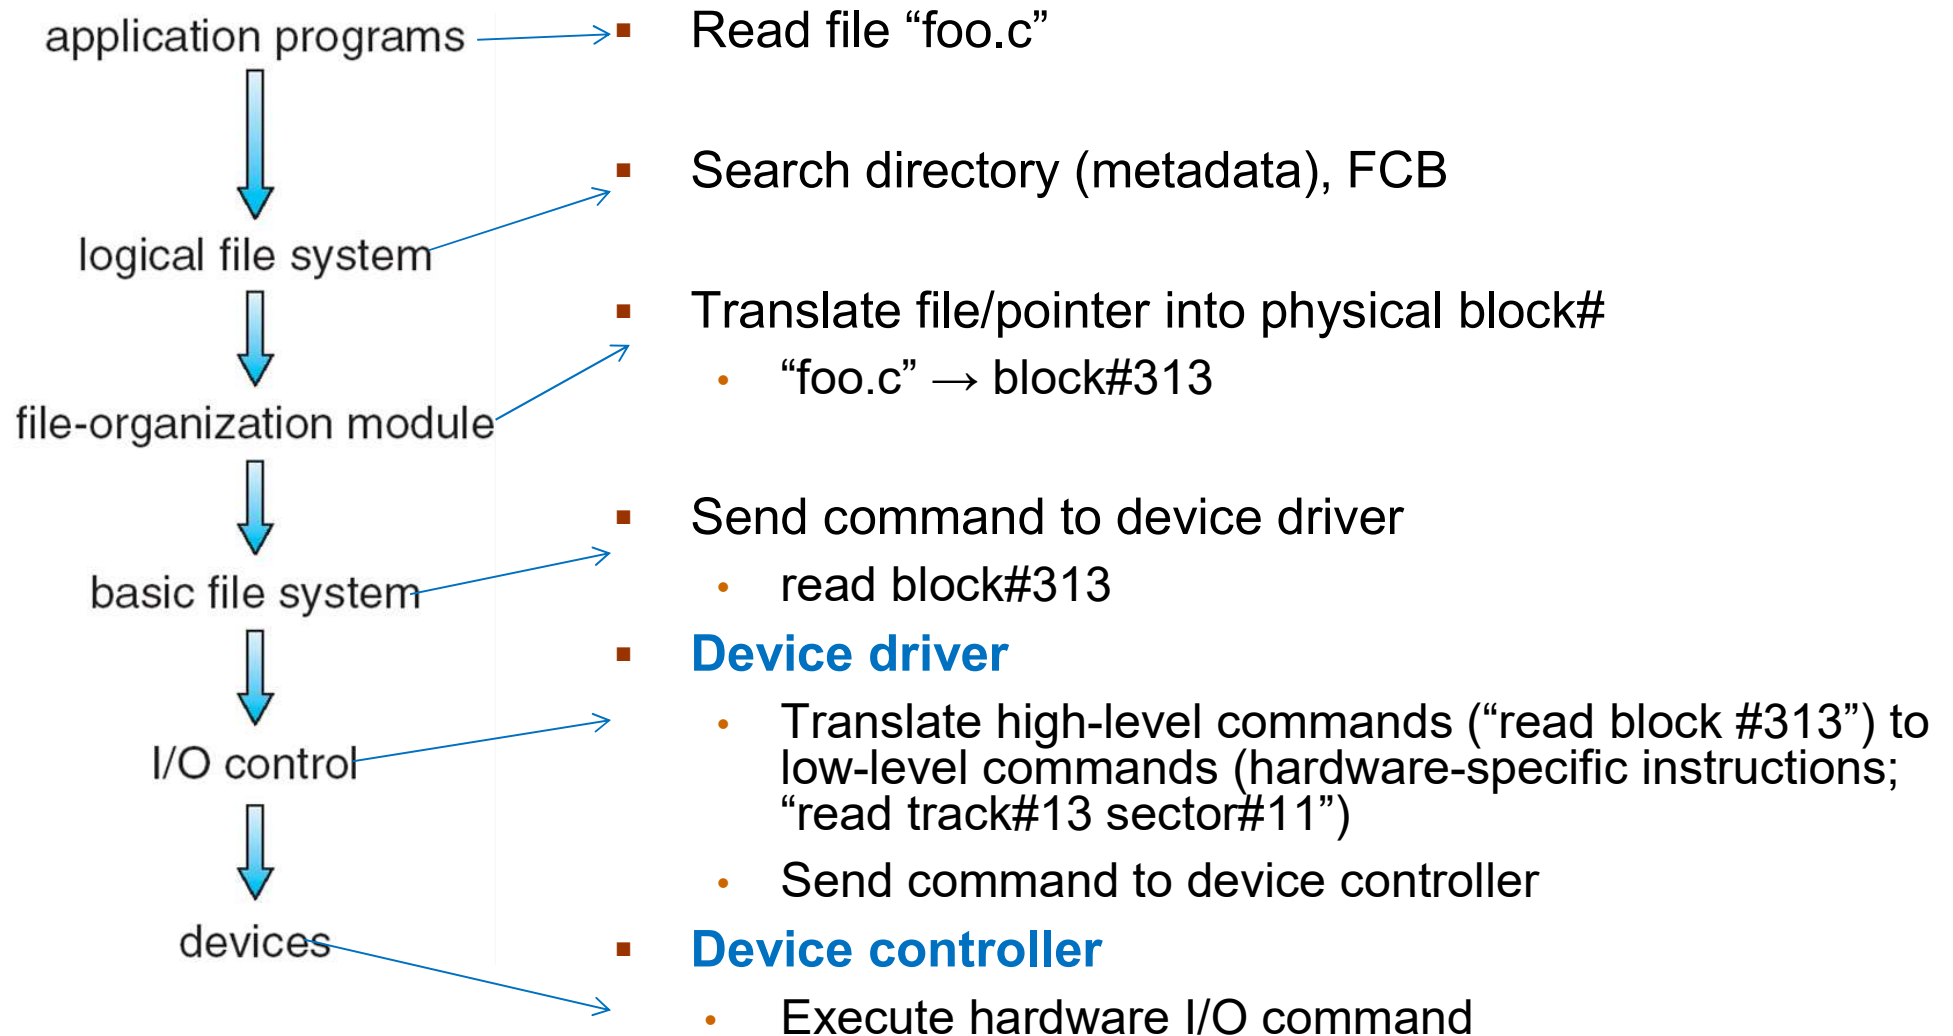 application programs
Read file “foo.c”
Search directory (metadata), FCB
logical file system
Translate file/pointer into physical block#
“foo.c” → block#313
file-organization module
Send command to device driver
read block#313
basic file system
Device driver
Translate high-level commands (“read block #313”) to
low-level commands (hardware-specific instructions;
“read track#13 sector#11”)
I/O control
Send command to device controller
devices
Device controller
Execute hardware I/O command